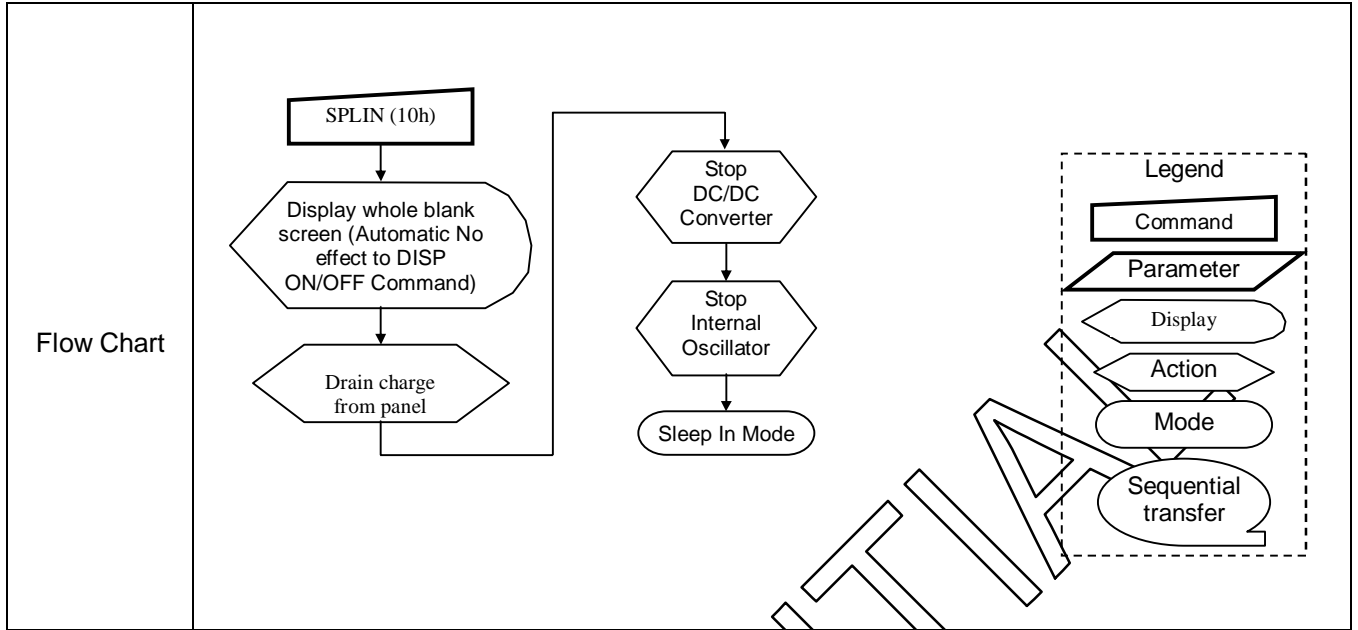 Flow Chart
SPLIN (10h)
Display whole blank
screen (Automatic No
effect to DISP
ON/OFF Command)
Drain charge
from panel
Stop
DC/DC
Converter
Stop
Internal
Oscillator
Sleep In Mode
Legend
Command
Parameter
Display
Action
Mode
Sequential
transfer